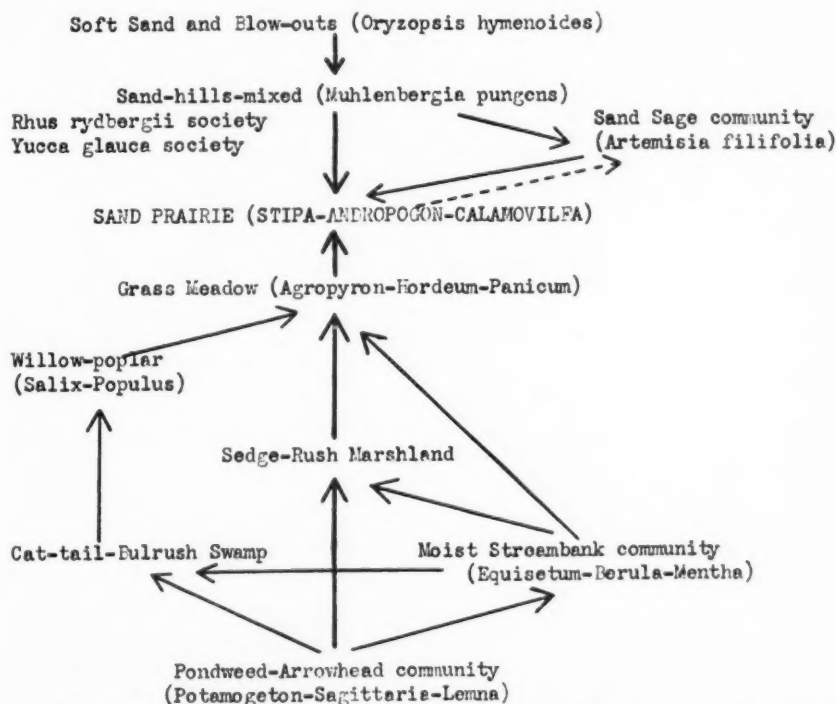 Soft Sand and Blow-outs (Oryzopsis hymenoides)
Sand-hills-mixed (Muhlenbergia pungens)
Rhus rydbergii society
Yucca glauca society
Sand Sage community
(Artemisia filifolia)
SAND PRAIRIE (STIPA-ANDROPOGON-CALAMOVILFA)
Grass Meadow (Agropyron-Hordeum-Panicum)
Willow-poplar
(Salix-Populus)
Sedge-Rush Marshland
Cat-tail-Bulrush Swamp
Moist Streambank community
(Equisetum-Berula-Mentha)
Pondweed-Arrowhead community
(Potamogeton-Sagittaria-Lemna)